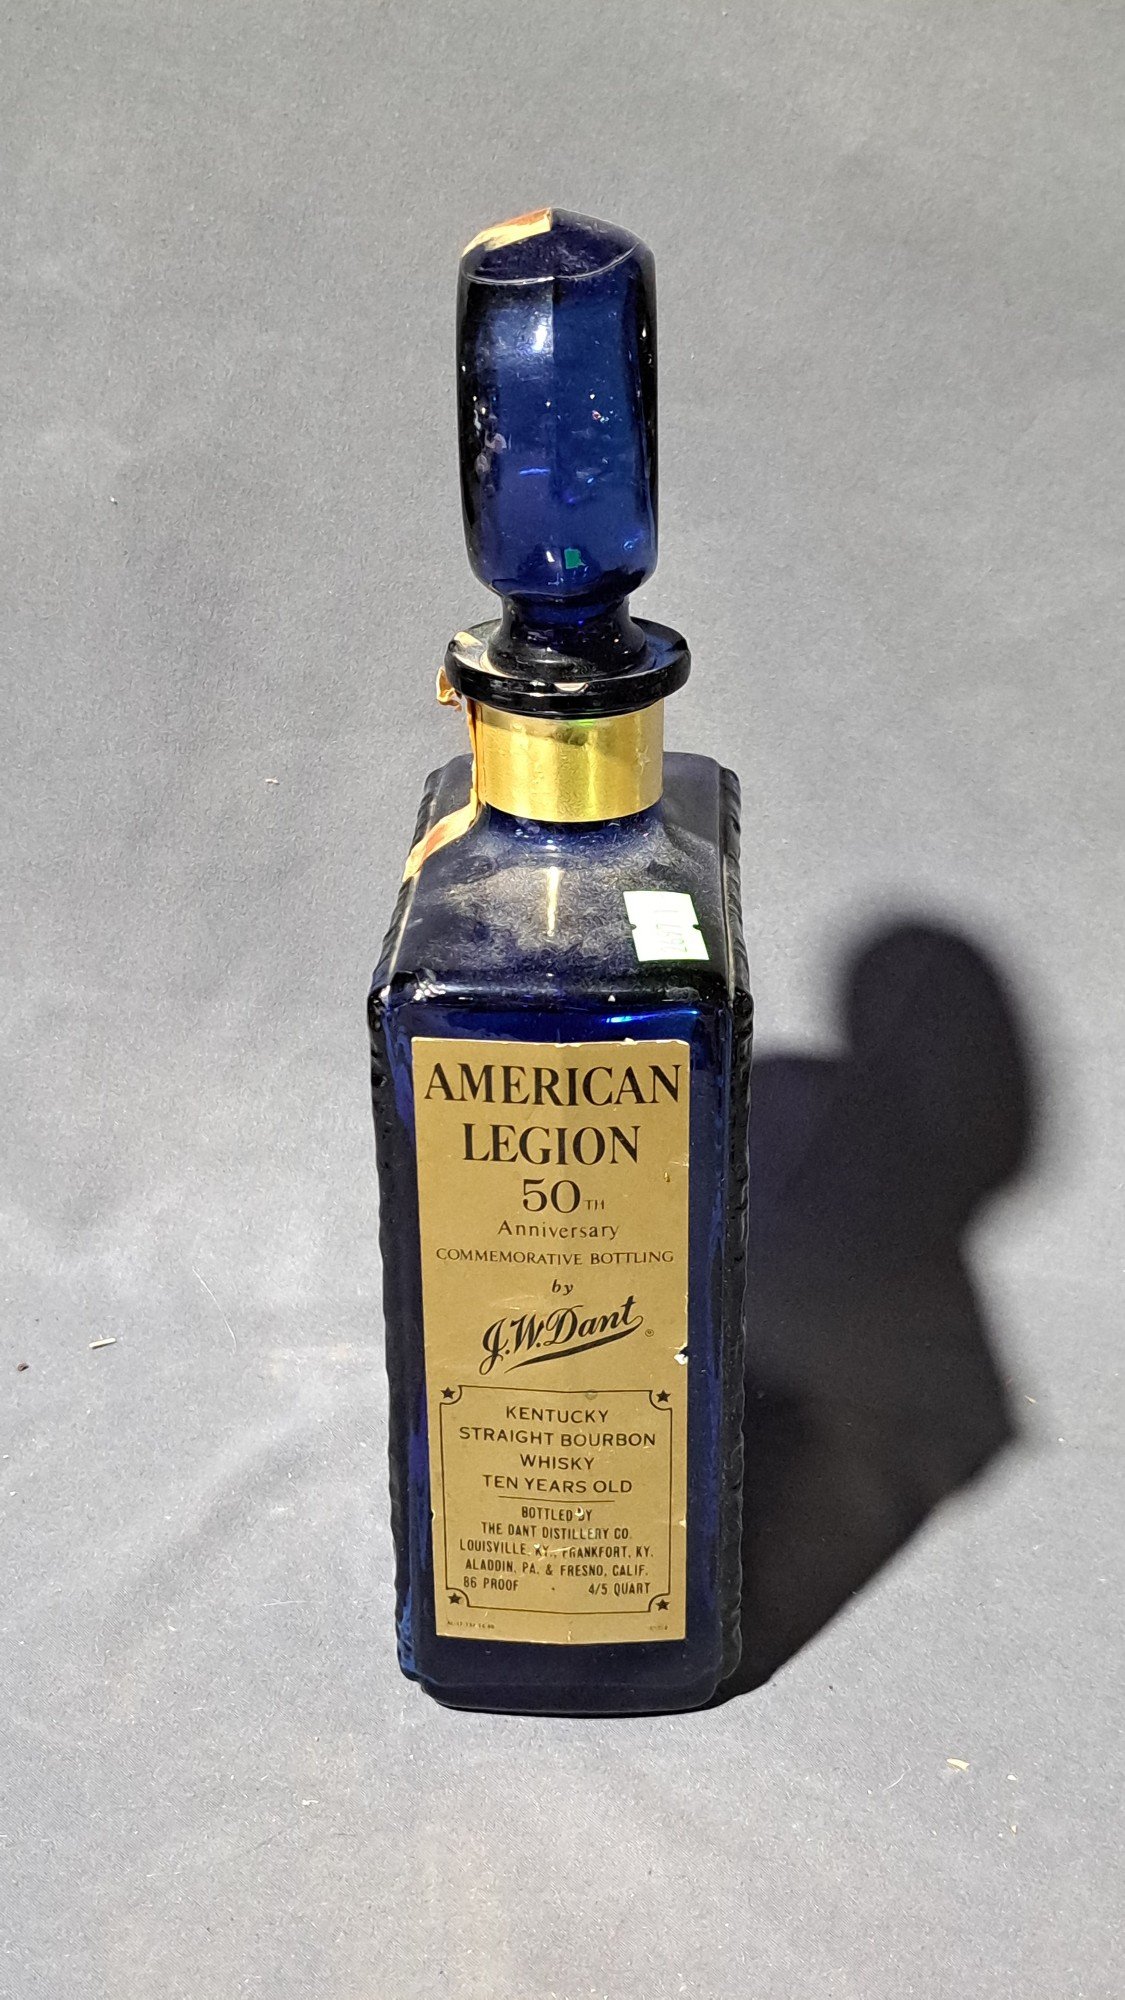 AMERICAN
LEGION
50TH
Anniversary
COMMEMORATIVE BOTTLING
by
J.W. Dant ®
KENTUCKY
STRAIGHT BOURBON
WHISKY
TEN YEARS OLD
BOTTLED BY
THE DANT DISTILLERY CO.
LOUISVILLE, KY., FRANKFORT, KY.
ALADDIN, PA. & FRESNO, CALIF.
86 PROOF · 4/5 QUART